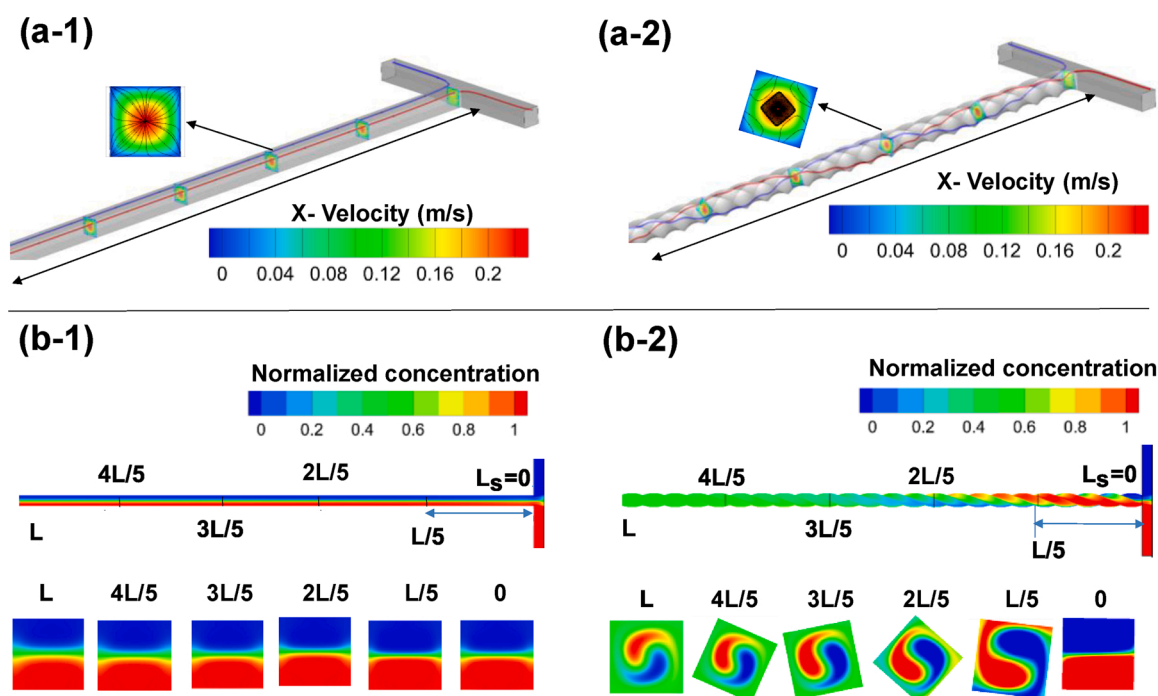 (a-1)
(a-2)
X- Velocity (m/s)
0 0.04 0.08 0.12 0.16 0.2
X- Velocity (m/s)
0 0.04 0.08 0.12 0.16 0.2
(b-1)
(b-2)
Normalized concentration
0 0.2 0.4 0.6 0.8 1
4L/5 2L/5 Ls=0
L 3L/5 L/5
L 4L/5 3L/5 2L/5 L/5 0
Normalized concentration
0 0.2 0.4 0.6 0.8 1
4L/5 2L/5 Ls=0
L 3L/5 L/5
L 4L/5 3L/5 2L/5 L/5 0